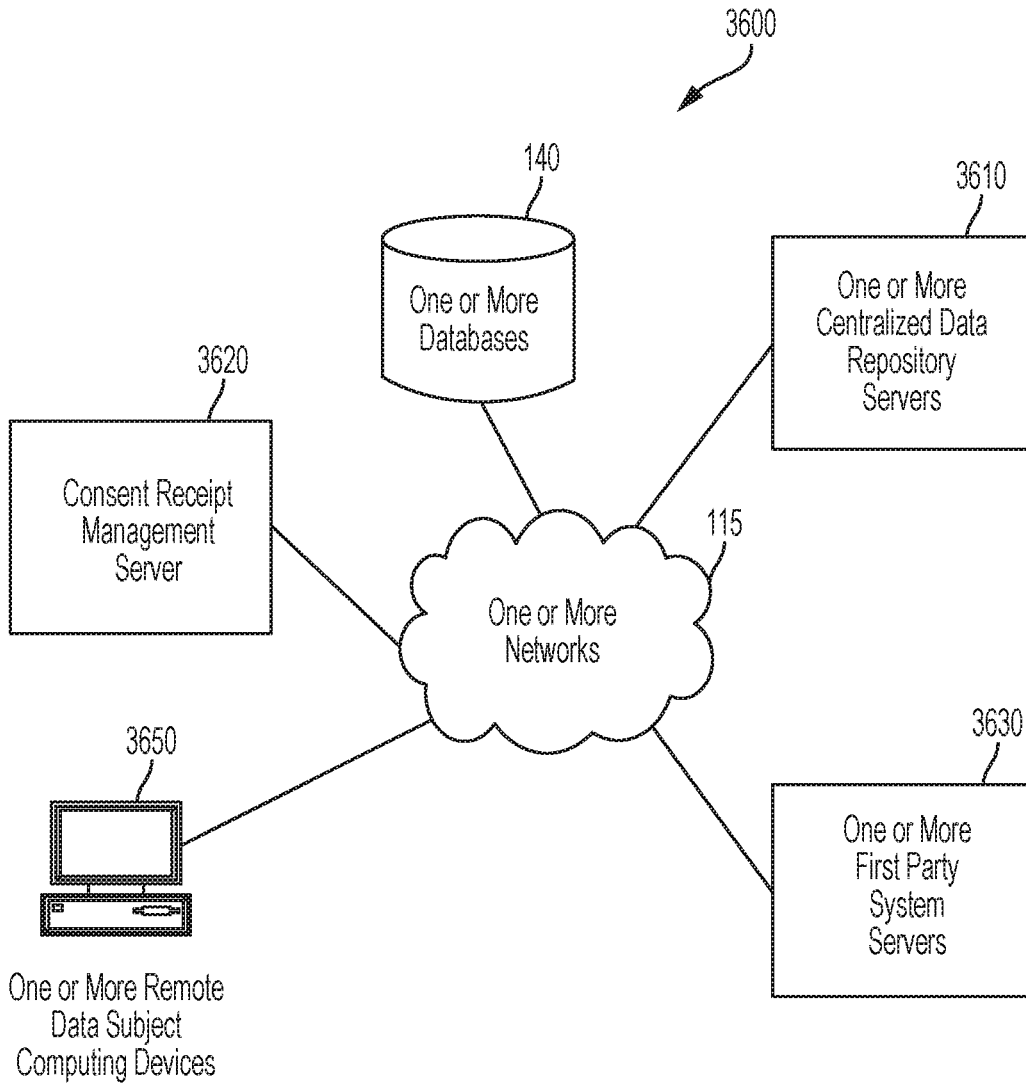 3600
140
One or More
Databases
3610
One or More
Centralized Data
Repository
Servers
3620
Consent Receipt
Management
Server
115
One or More
Networks
3650
One or More Remote
Data Subject
Computing Devices
3630
One or More
First Party
System
Servers